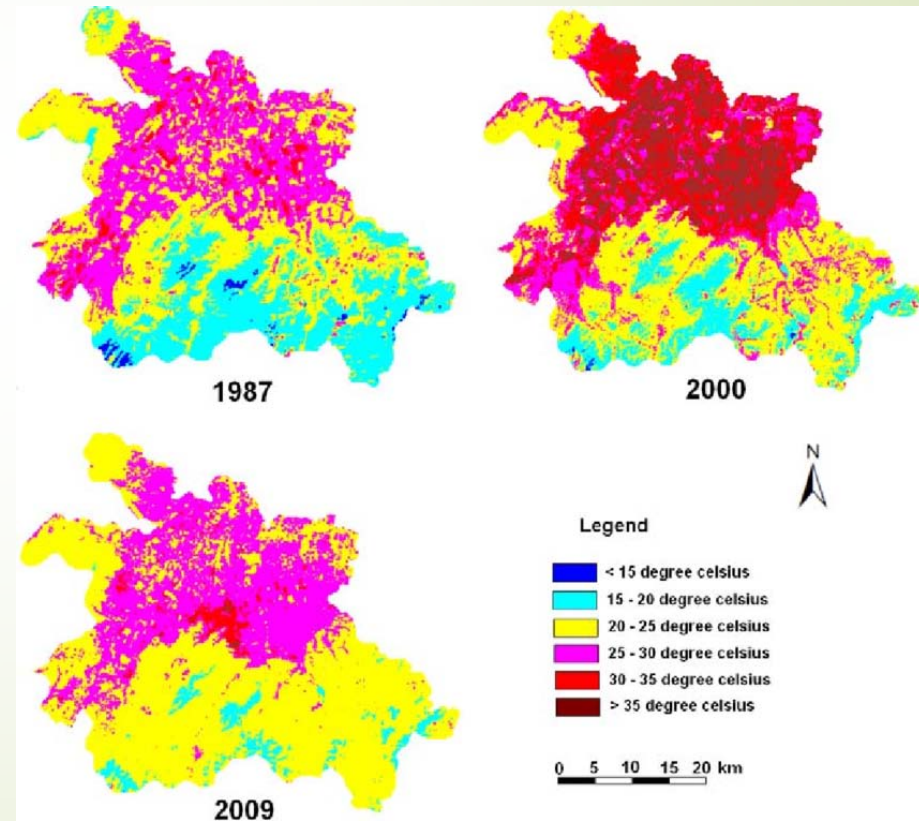 1987
2000
N
Legend
< 15 degree celsius
15 - 20 degree celsius
20 - 25 degree celsius
25 - 30 degree celsius
30 - 35 degree celsius
> 35 degree celsius
0 5 10 15 20 km
2009